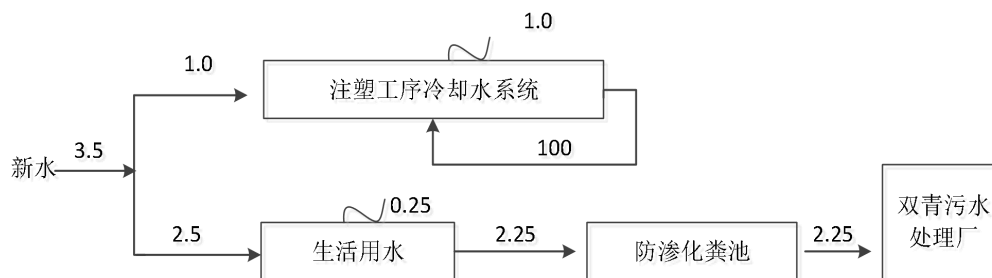 1.0
1.0
注塑工序冷却水系统
100
新水
3.5
2.5
0.25
生活用水
2.25
防渗化粪池
2.25
双青污水
处理厂